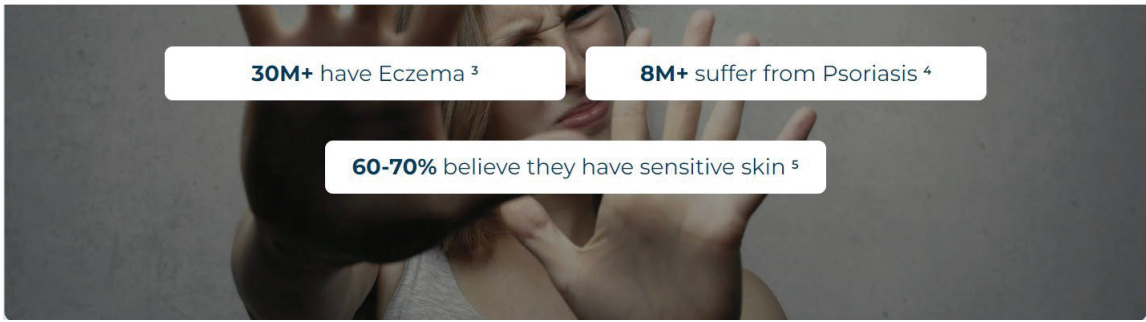 30M+ have Eczema ³
8M+ suffer from Psoriasis ⁴
60-70% believe they have sensitive skin ⁵